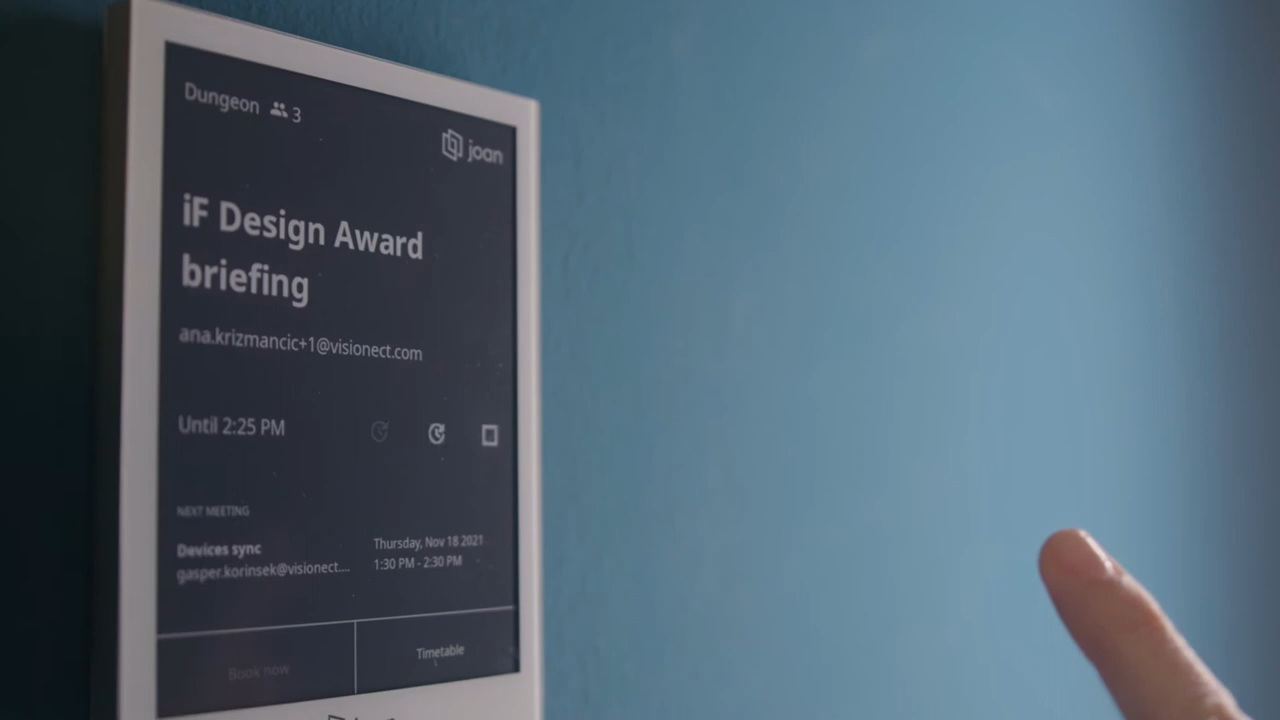 Dungeon 3
joan
iF Design Award
briefing
ana.krizmancic+1@visionect.com
Until 2:25 PM
NEXT MEETING
Devices sync
gasper.korinsek@visionect....
Thursday, Nov 18 2021
1:30 PM - 2:30 PM
Book now
Timetable